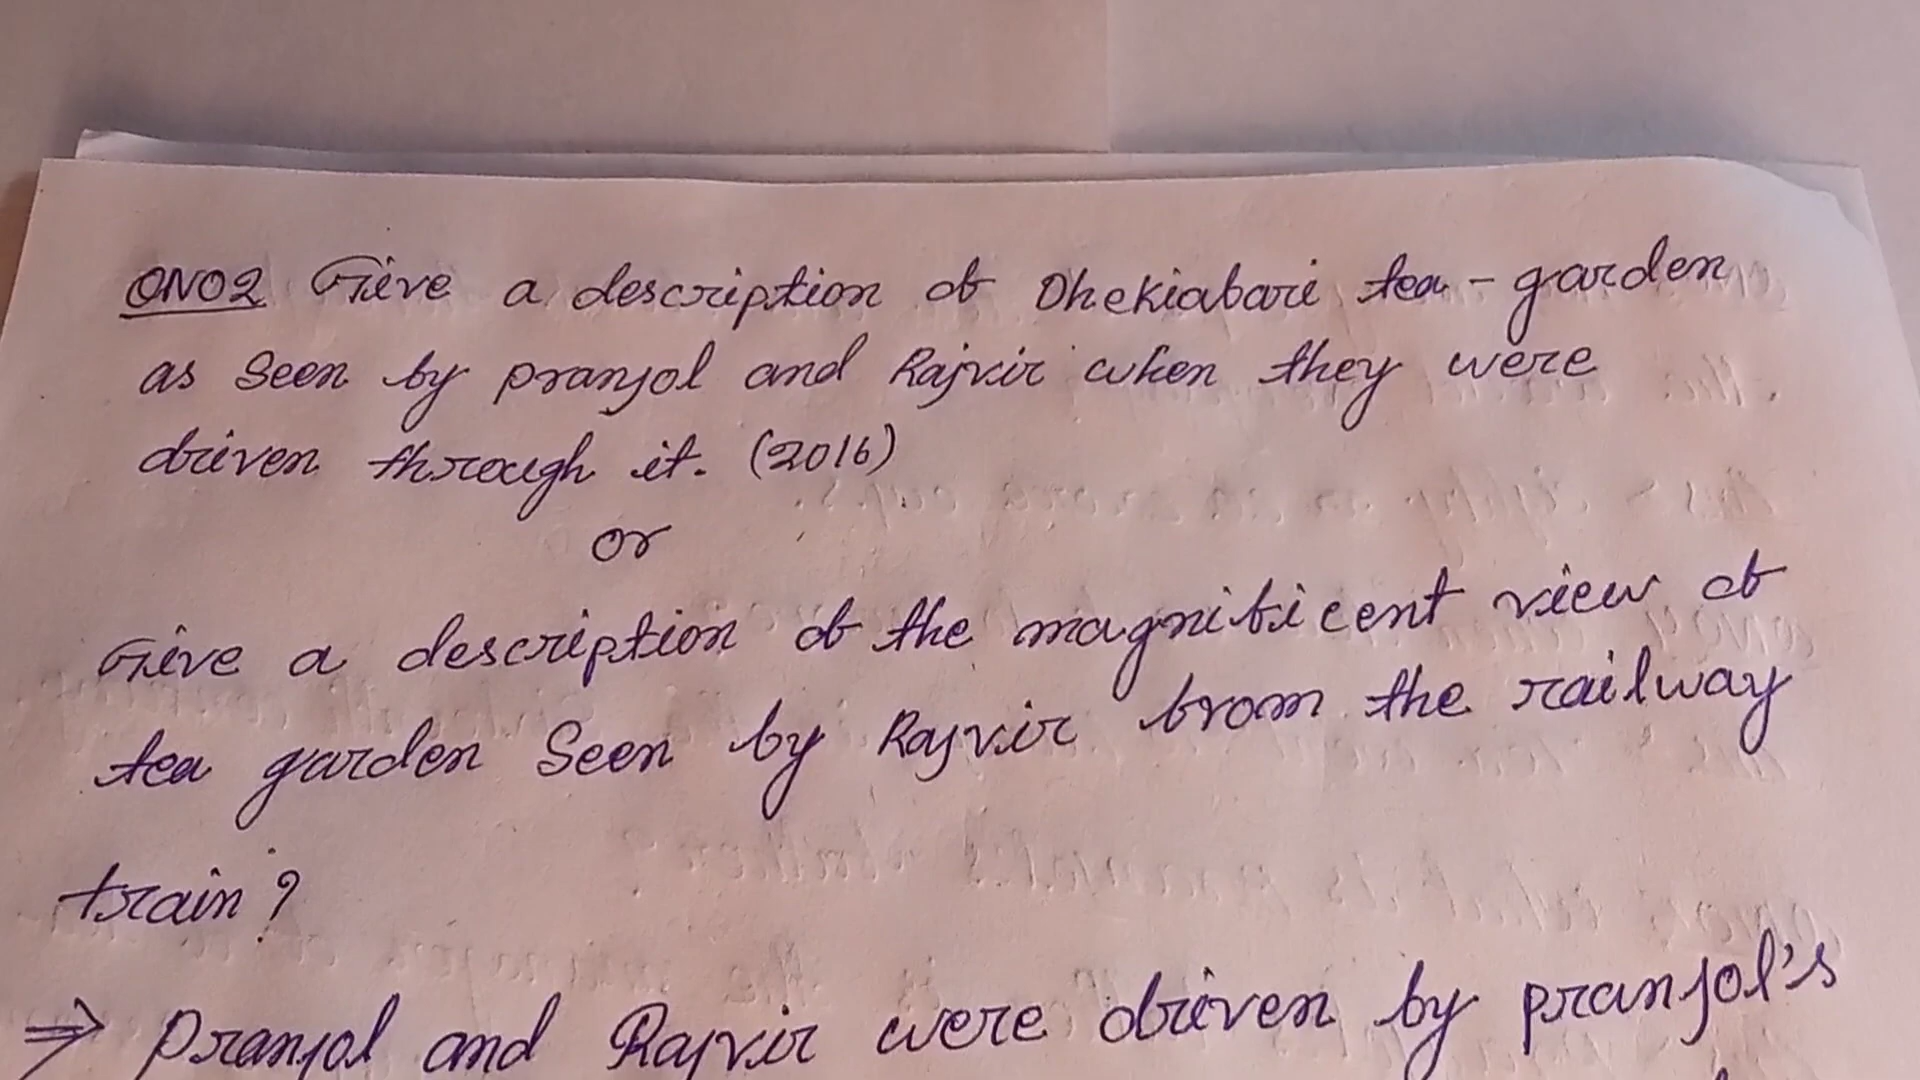 QNO2 Give a description of Dhekiabari tea-garden
as Seen by pranjol and Rajvir when they were
driven through it. (2016)
or
Give a description of the magnificent view of
tea garden Seen by Rajvir from the railway
train?
⇒ Pranjol and Rajvir were driven by pranjol's